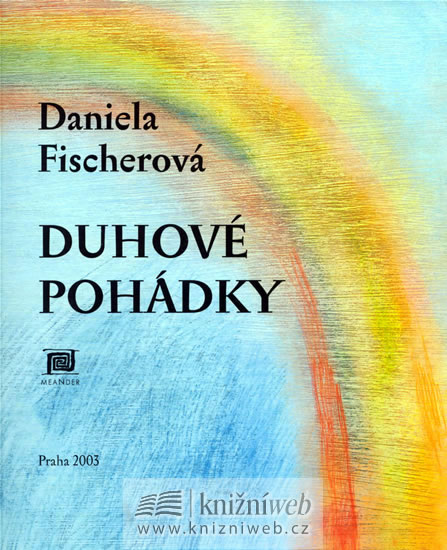 Daniela
Fischerová
DUHOVÉ
POHÁDKY
MEANDER
Praha 2003
knižníweb
www.knizniweb.cz